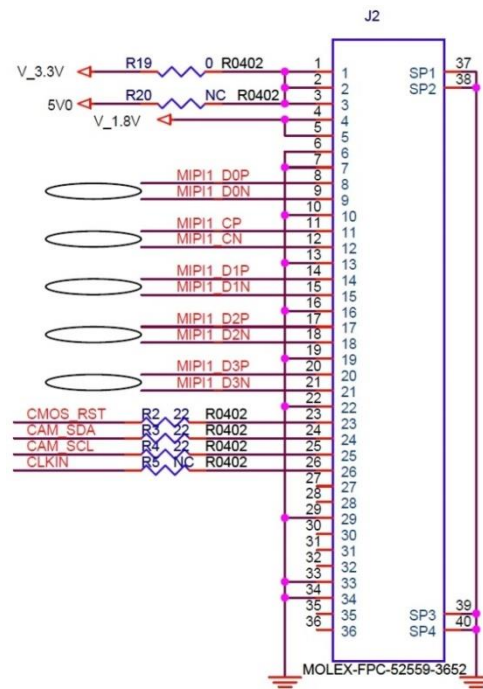 J2
R19 0 R0402 1 1 SP1 37
V_3.3V 2 2 SP2 38
5V0 R20 NC R0402 3 3
V_1.8V 4 4
5 5
6 6
7 7
MIPI1_D0P 8 8
MIPI1_D0N 9 9
10 10
MIPI1_CP 11 11
MIPI1_CN 12 12
13 13
MIPI1_D1P 14 14
MIPI1_D1N 15 15
16 16
MIPI1_D2P 17 17
MIPI1_D2N 18 18
19 19
MIPI1_D3P 20 20
MIPI1_D3N 21 21
22 22
CMOS_RST R2 22 R0402 23 23
CAM_SDA R3 22 R0402 24 24
CAM_SCL R4 22 R0402 25 25
CLKIN R5 NC R0402 26 26
27 27
28 28
29 29
30 30
31 31
32 32
33 33
34 34
35 35 SP3 39
36 36 SP4 40
MOLEX-FPC-52559-3652